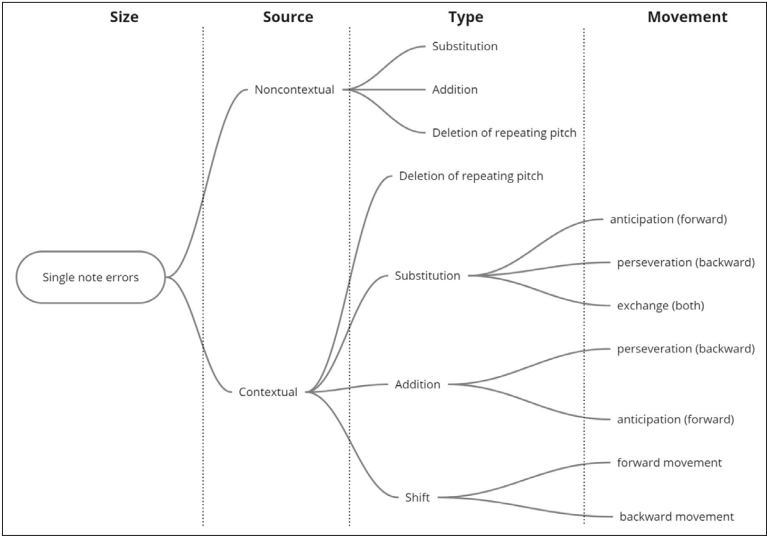 Size Source Type Movement
Substitution
Noncontextual Addition
Deletion of repeating pitch
Deletion of repeating pitch
anticipation (forward)
perseveration (backward)
Single note errors Substitution
exchange (both)
perseveration (backward)
Contextual Addition
anticipation (forward)
forward movement
Shift
backward movement